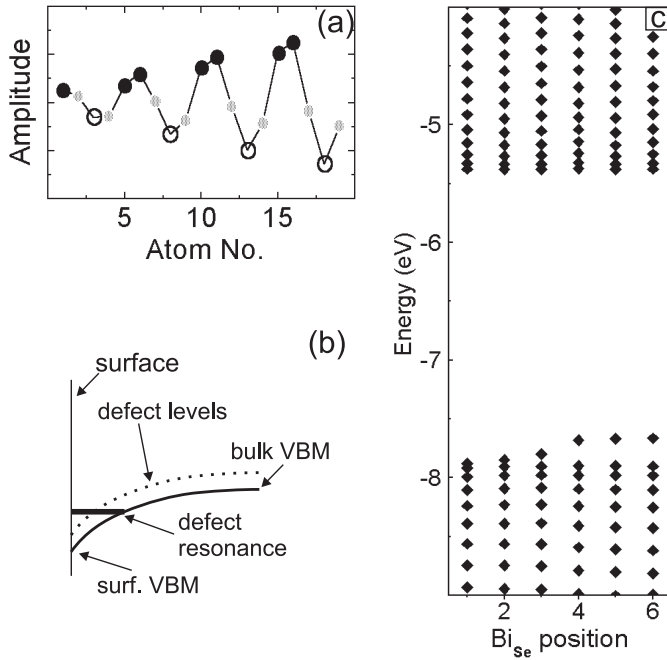 (a)
Amplitude
5
10
15
Atom No.
(b)
surface
defect levels
bulk VBM
defect
resonance
surf. VBM
C
-5
-6
-7
-8
Energy (eV)
2
4
6
Bi_Se position